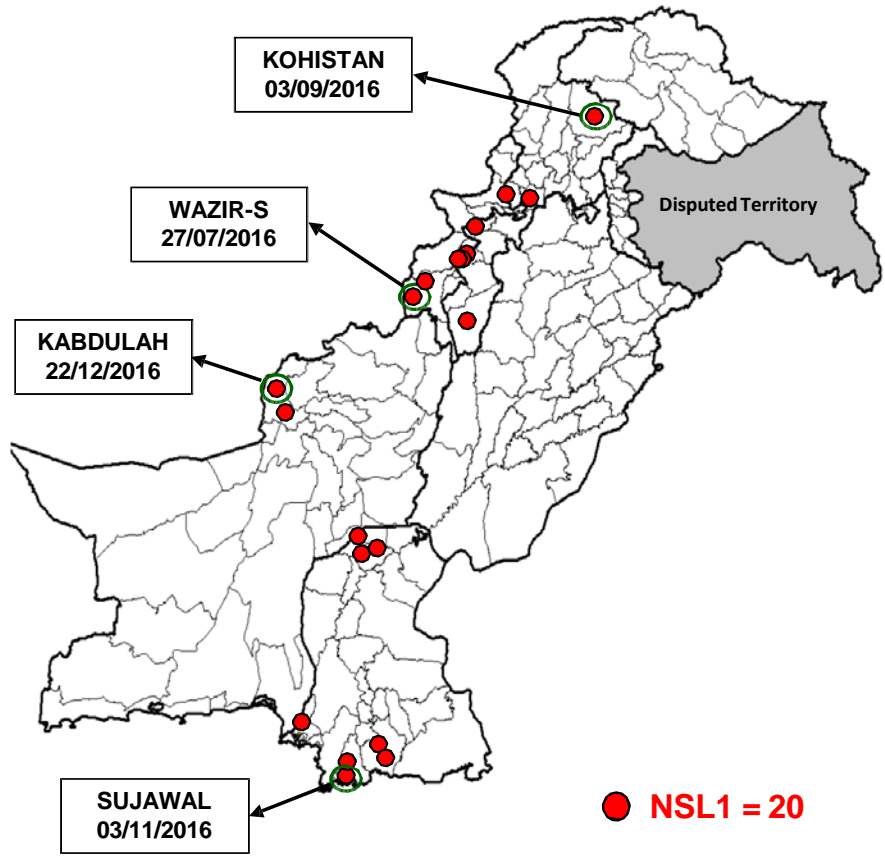 KOHISTAN
03/09/2016
WAZIR-S
27/07/2016
Disputed Territory
KABDULAH
22/12/2016
SUJAWAL
03/11/2016
NSL1 = 20